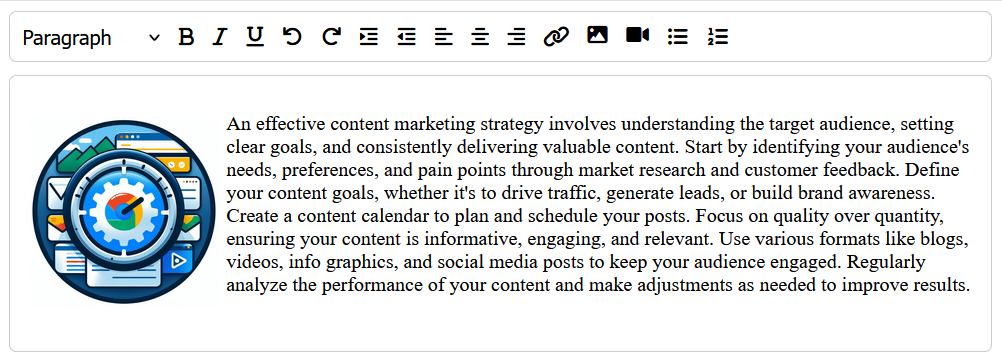 Paragraph
B I U
An effective content marketing strategy involves understanding the target audience, setting
clear goals, and consistently delivering valuable content. Start by identifying your audience's
needs, preferences, and pain points through market research and customer feedback. Define
your content goals, whether it's to drive traffic, generate leads, or build brand awareness.
Create a content calendar to plan and schedule your posts. Focus on quality over quantity,
ensuring your content is informative, engaging, and relevant. Use various formats like blogs,
videos, info graphics, and social media posts to keep your audience engaged. Regularly
analyze the performance of your content and make adjustments as needed to improve results.